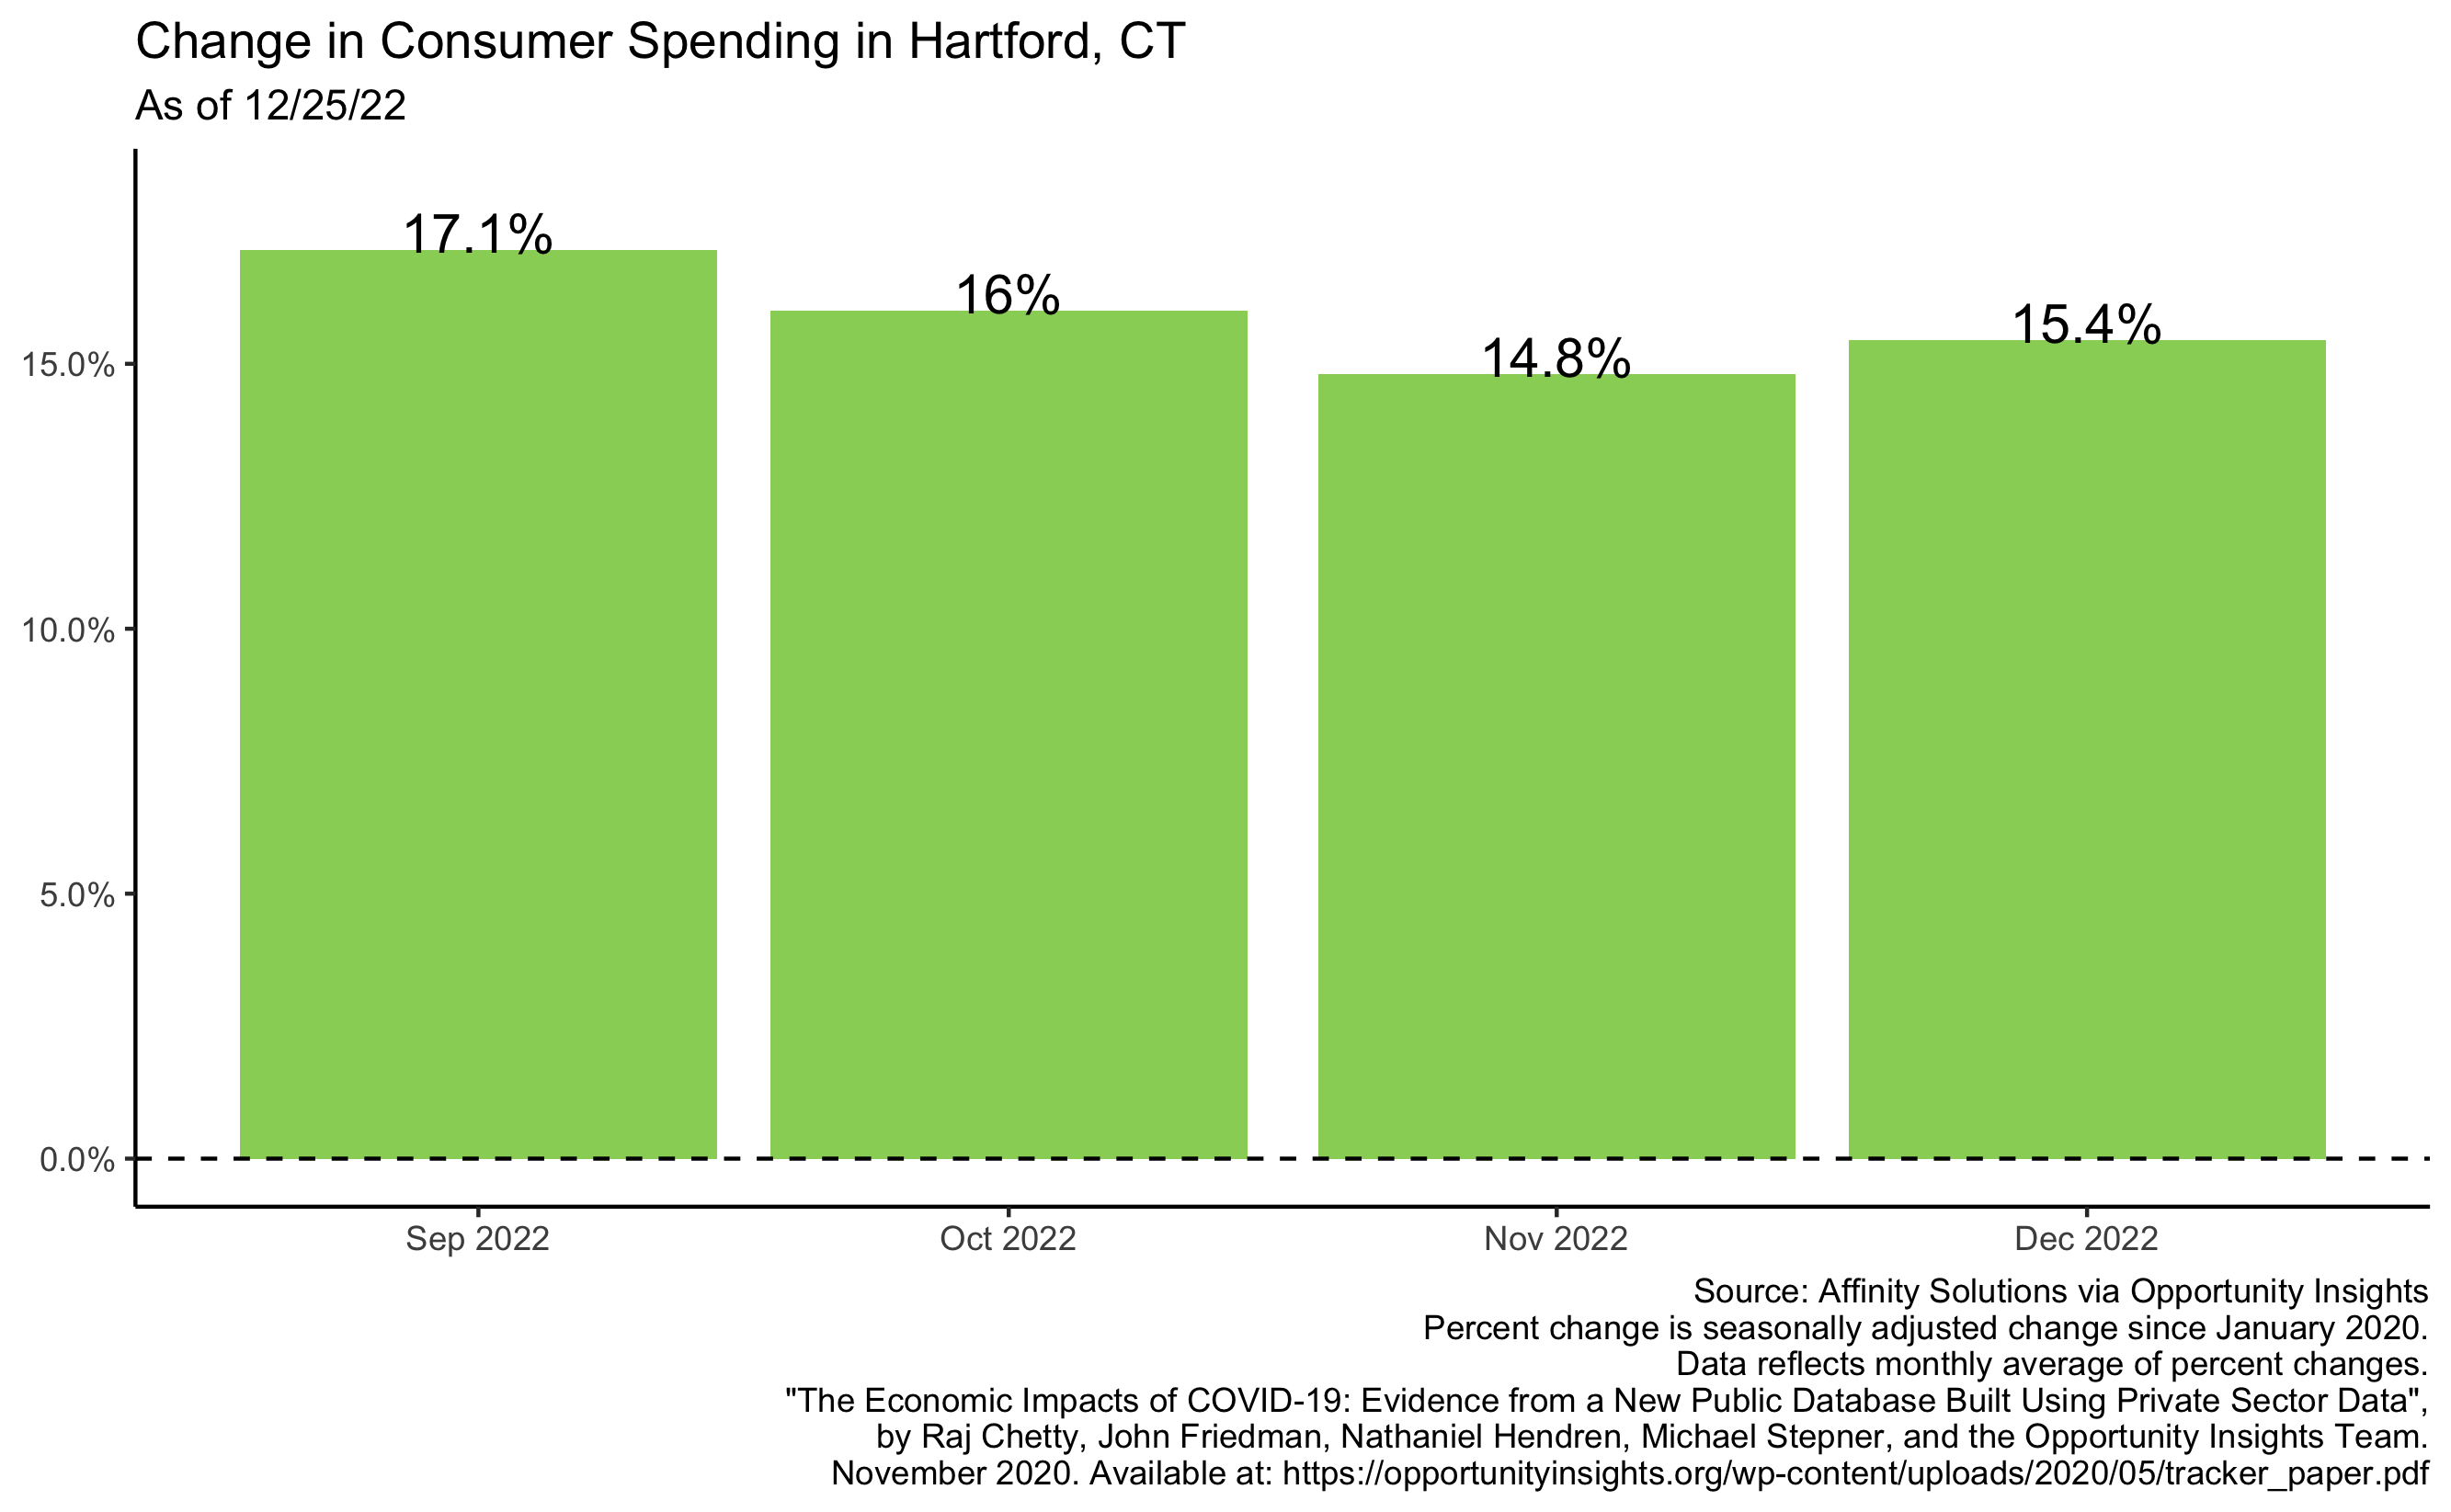 Change in Consumer Spending in Hartford, CT
As of 12/25/22
17.1%
16%
14.8%
15.4%
15.0%
10.0%
5.0%
0.0%
Sep 2022
Oct 2022
Nov 2022
Dec 2022
Source: Affinity Solutions via Opportunity Insights
Percent change is seasonally adjusted change since January 2020.
Data reflects monthly average of percent changes.
"The Economic Impacts of COVID-19: Evidence from a New Public Database Built Using Private Sector Data",
by Raj Chetty, John Friedman, Nathaniel Hendren, Michael Stepner, and the Opportunity Insights Team.
November 2020. Available at: https://opportunityinsights.org/wp-content/uploads/2020/05/tracker_paper.pdf